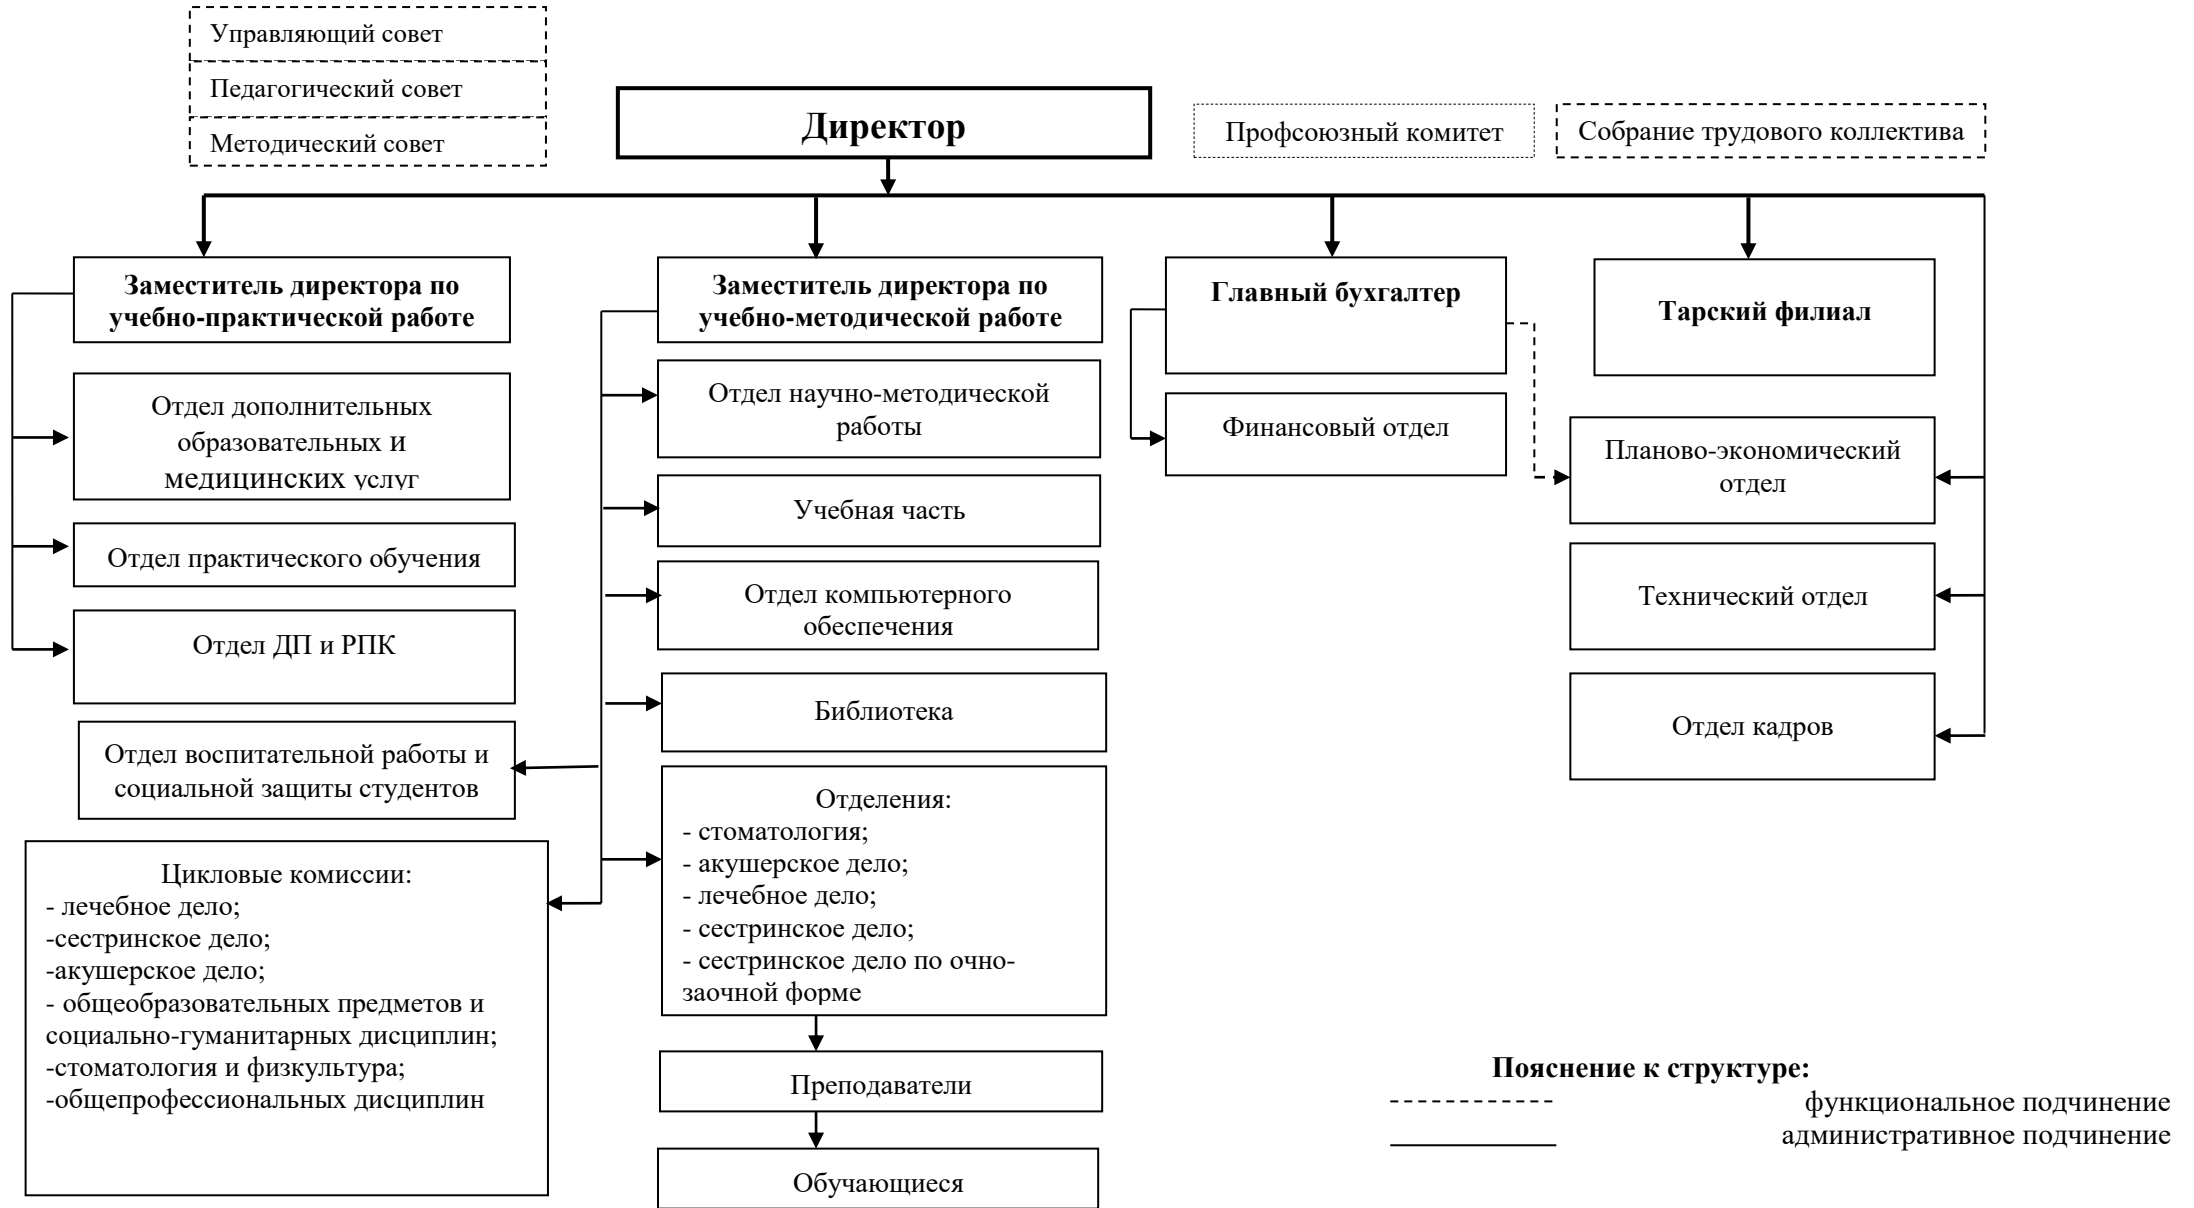 Управляющий совет
Педагогический совет
Методический совет
Директор
Профсоюзный комитет
Собрание трудового коллектива
Заместитель директора по
учебно-практической работе
Заместитель директора по
учебно-методической работе
Главный бухгалтер
Тарский филиал
Отдел дополнительных
образовательных и
медицинских услуг
Отдел практического обучения
Отдел ДП и РПК
Отдел воспитательной работы и
социальной защиты студентов
Цикловые комиссии:
- лечебное дело;
-сестринское дело;
-акушерское дело;
- общеобразовательных предметов и
социально-гуманитарных дисциплин;
-стоматология и физкультура;
-общепрофессиональных дисциплин
Отдел научно-методической
работы
Учебная часть
Отдел компьютерного
обеспечения
Библиотека
Отделения:
- стоматология;
- акушерское дело;
- лечебное дело;
- сестринское дело;
- сестринское дело по очно-
заочной форме
Преподаватели
Обучающиеся
Финансовый отдел
Планово-экономический
отдел
Технический отдел
Отдел кадров
Пояснение к структуре:
функциональное подчинение
административное подчинение